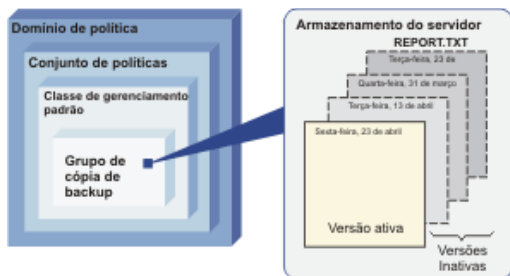 Domínio de política
Conjunto de políticas
Classe de gerenciamento
padrão
Grupo de
cópia de
backup
Armazenamento do servidor
REPORT.TXT
Terça-feira, 23 de
Quarta-feira, 31 de março
Terça-feira, 13 de abril
Sexta-feira, 23 de abril
Versão ativa
Versões
Inativas